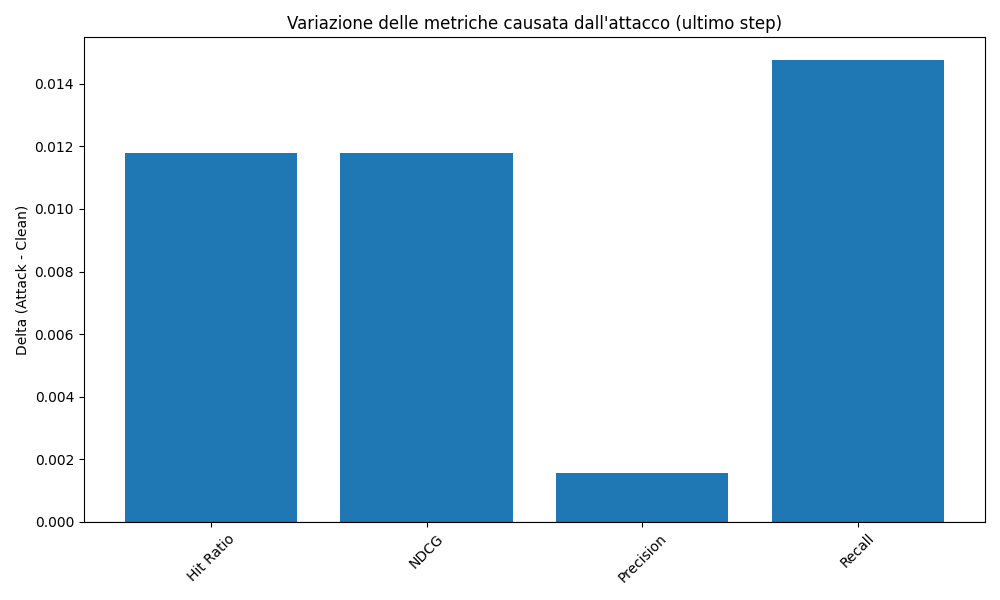 Variazione delle metriche causata dall'attacco (ultimo step)
Delta (Attack - Clean)
0.014
0.012
0.010
0.008
0.006
0.004
0.002
0.000
Hit Ratio
NDCG
Precision
Recall